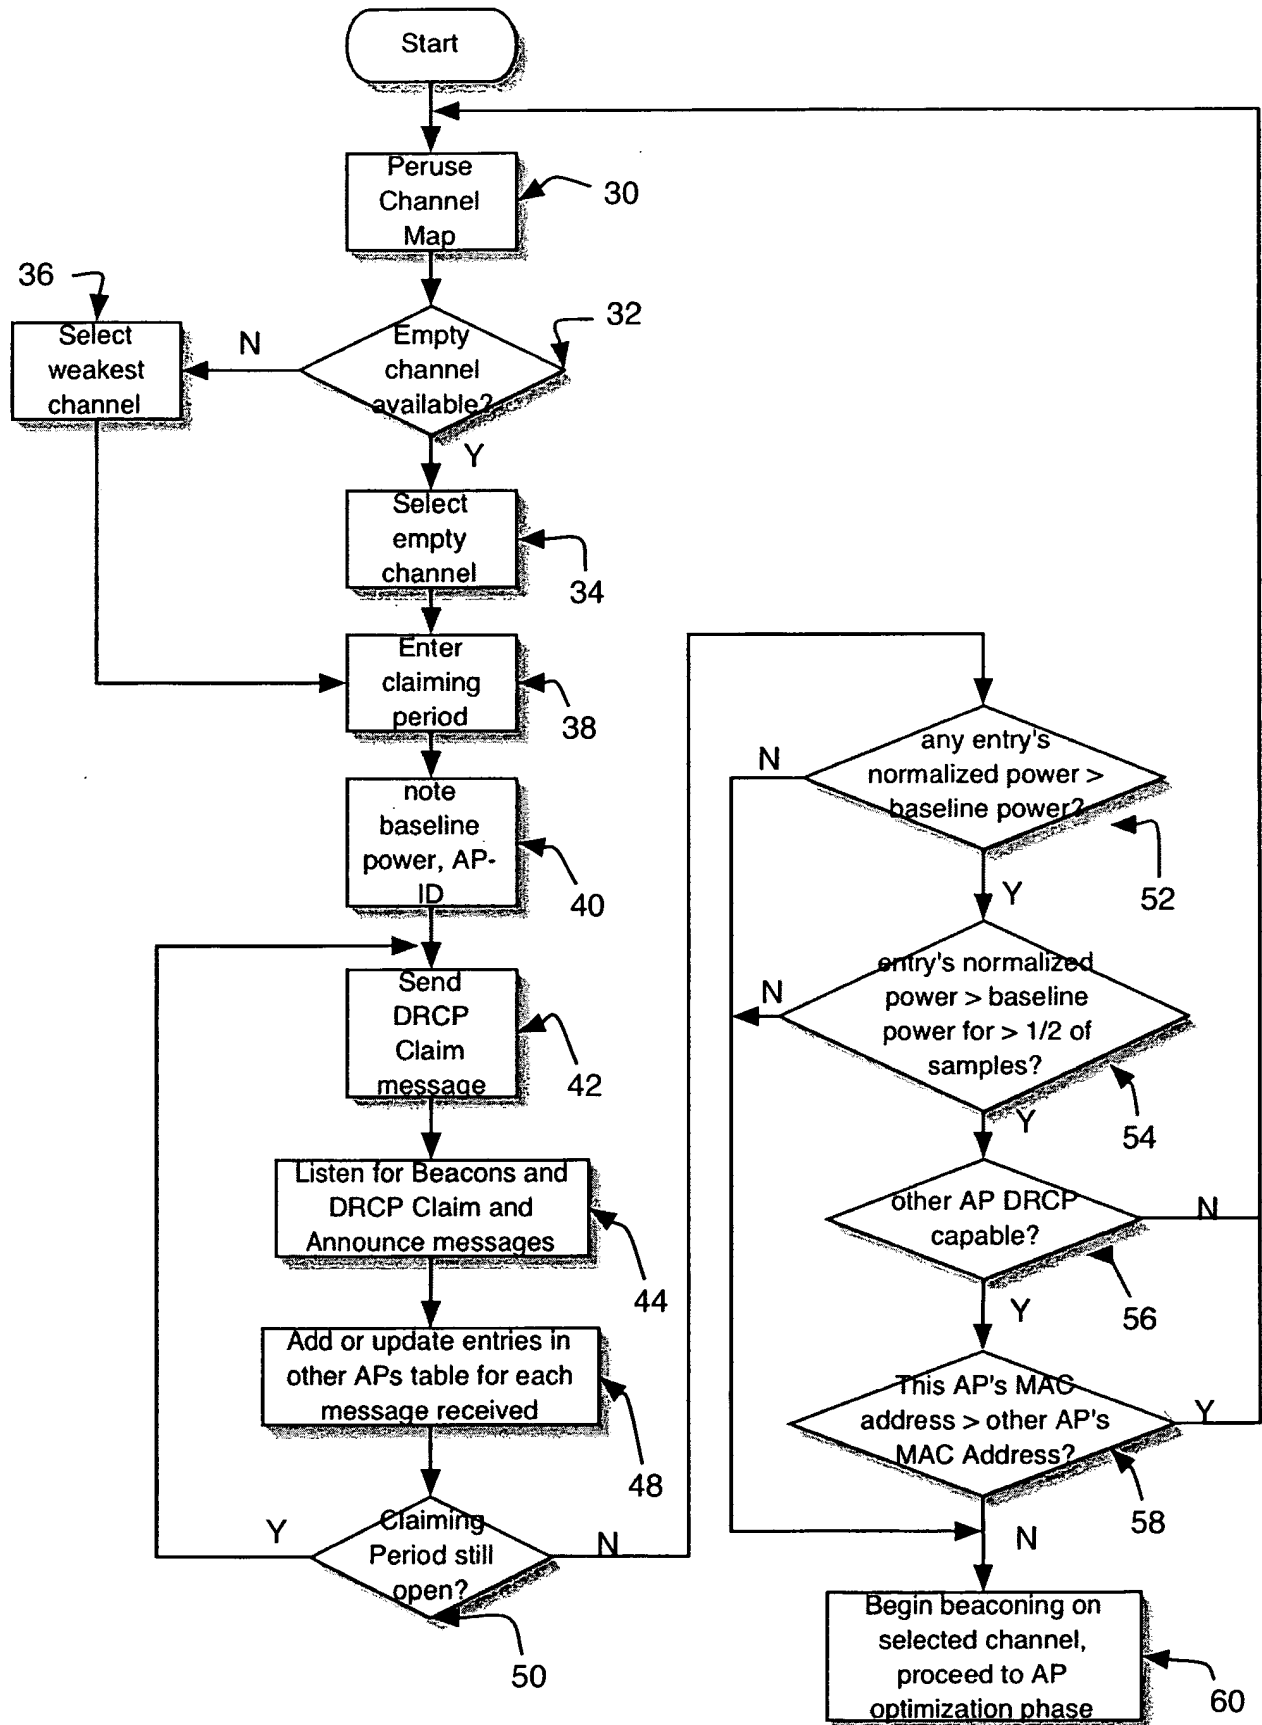 Start
Peruse
Channel
Map
30
36
Select
weakest
channel
N
Empty
channel
available?
32
Y
Select
empty
channel
34
Enter
claiming
period
38
note
baseline
power, AP-
ID
40
Send
DRCP
Claim
message
42
Listen for Beacons and
DRCP Claim and
Announce messages
44
Add or update entries in
other APs table for each
message received
48
Y
Claiming
Period still
open?
N
50
N
any entry's
normalized power >
baseline power?
52
Y
N
entry's normalized
power > baseline
power for > 1/2 of
samples?
54
Y
other AP DRCP
capable?
N
56
Y
This AP's MAC
address > other AP's
MAC Address?
Y
58
N
Begin beaconing on
selected channel,
proceed to AP
optimization phase
60